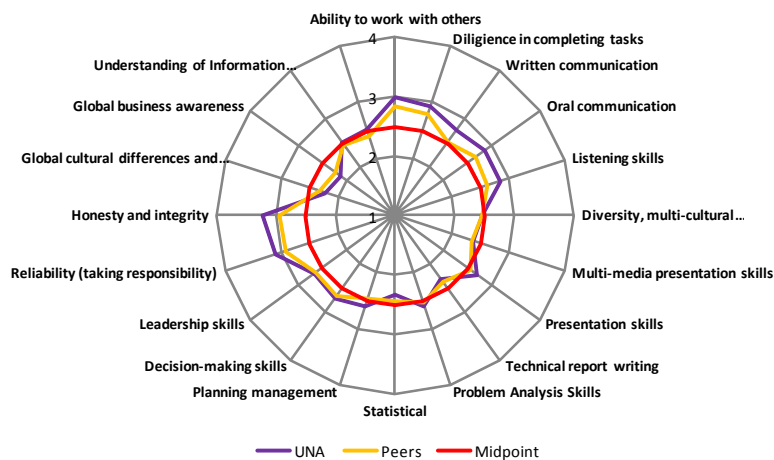 Ability to work with others
Diligience in completing tasks
Written communication
Oral communication
Listening skills
Diversity, multi-cultural...
Multi-media presentation skills
Presentation skills
Technical report writing
Problem Analysis Skills
Statistical
Planning management
Decision-making skills
Leadership skills
Reliability (taking responsibility)
Honesty and integrity
Global cultural differences and...
Global business awareness
Understanding of Information...
4
3
2
1
UNA Peers Midpoint